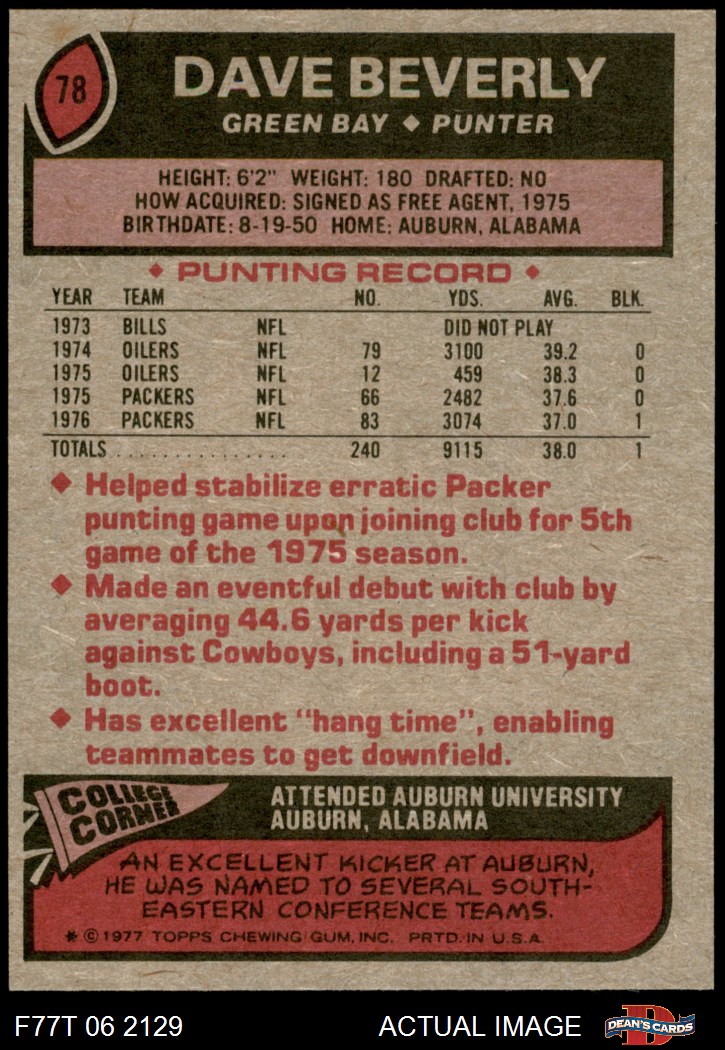 78
DAVE BEVERLY
GREEN BAY ◆ PUNTER
HEIGHT: 6'2" WEIGHT: 180 DRAFTED: NO
HOW ACQUIRED: SIGNED AS FREE AGENT, 1975
BIRTHDATE: 8-19-50 HOME: AUBURN, ALABAMA
◆ PUNTING RECORD ◆
YEAR TEAM NO. YDS. AVG. BLK.
1973 BILLS NFL DID NOT PLAY
1974 OILERS NFL 79 3100 39.2 0
1975 OILERS NFL 12 459 38.3 0
1975 PACKERS NFL 66 2482 37.6 0
1976 PACKERS NFL 83 3074 37.0 1
TOTALS . . . . . . . . . . . . . . . 240 9115 38.0 1
◆ Helped stabilize erratic Packer
punting game upon joining club for 5th
game of the 1975 season.
◆ Made an eventful debut with club by
averaging 44.6 yards per kick
against Cowboys, including a 51-yard
boot.
◆ Has excellent "hang time", enabling
teammates to get downfield.
COLLEGE
CORNER
ATTENDED AUBURN UNIVERSITY
AUBURN, ALABAMA
AN EXCELLENT KICKER AT AUBURN,
HE WAS NAMED TO SEVERAL SOUTH-
EASTERN CONFERENCE TEAMS.
* © 1977 TOPPS CHEWING GUM, INC. PRTD. IN U.S.A.
F77T 06 2129 ACTUAL IMAGE
D
DEAN'S CARDS